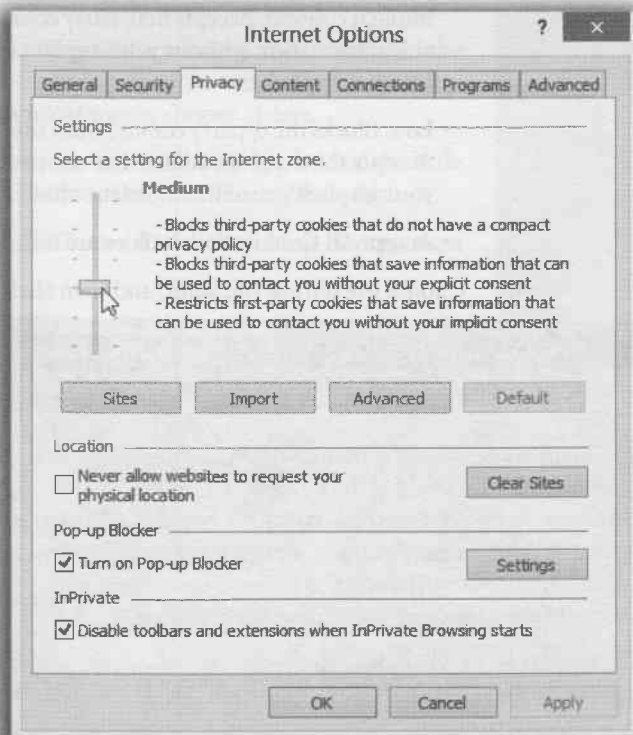 Internet Options
?
×
General Security Privacy Content Connections Programs Advanced
Settings
Select a setting for the Internet zone.
Medium
- Blocks third-party cookies that do not have a compact
privacy policy
- Blocks third-party cookies that save information that can
be used to contact you without your explicit consent
- Restricts first-party cookies that save information that
can be used to contact you without your implicit consent
Sites Import Advanced Default
Location
Never allow websites to request your
physical location
Clear Sites
Pop-up Blocker
Turn on Pop-up Blocker
Settings
InPrivate
Disable toolbars and extensions when InPrivate Browsing starts
OK Cancel Apply